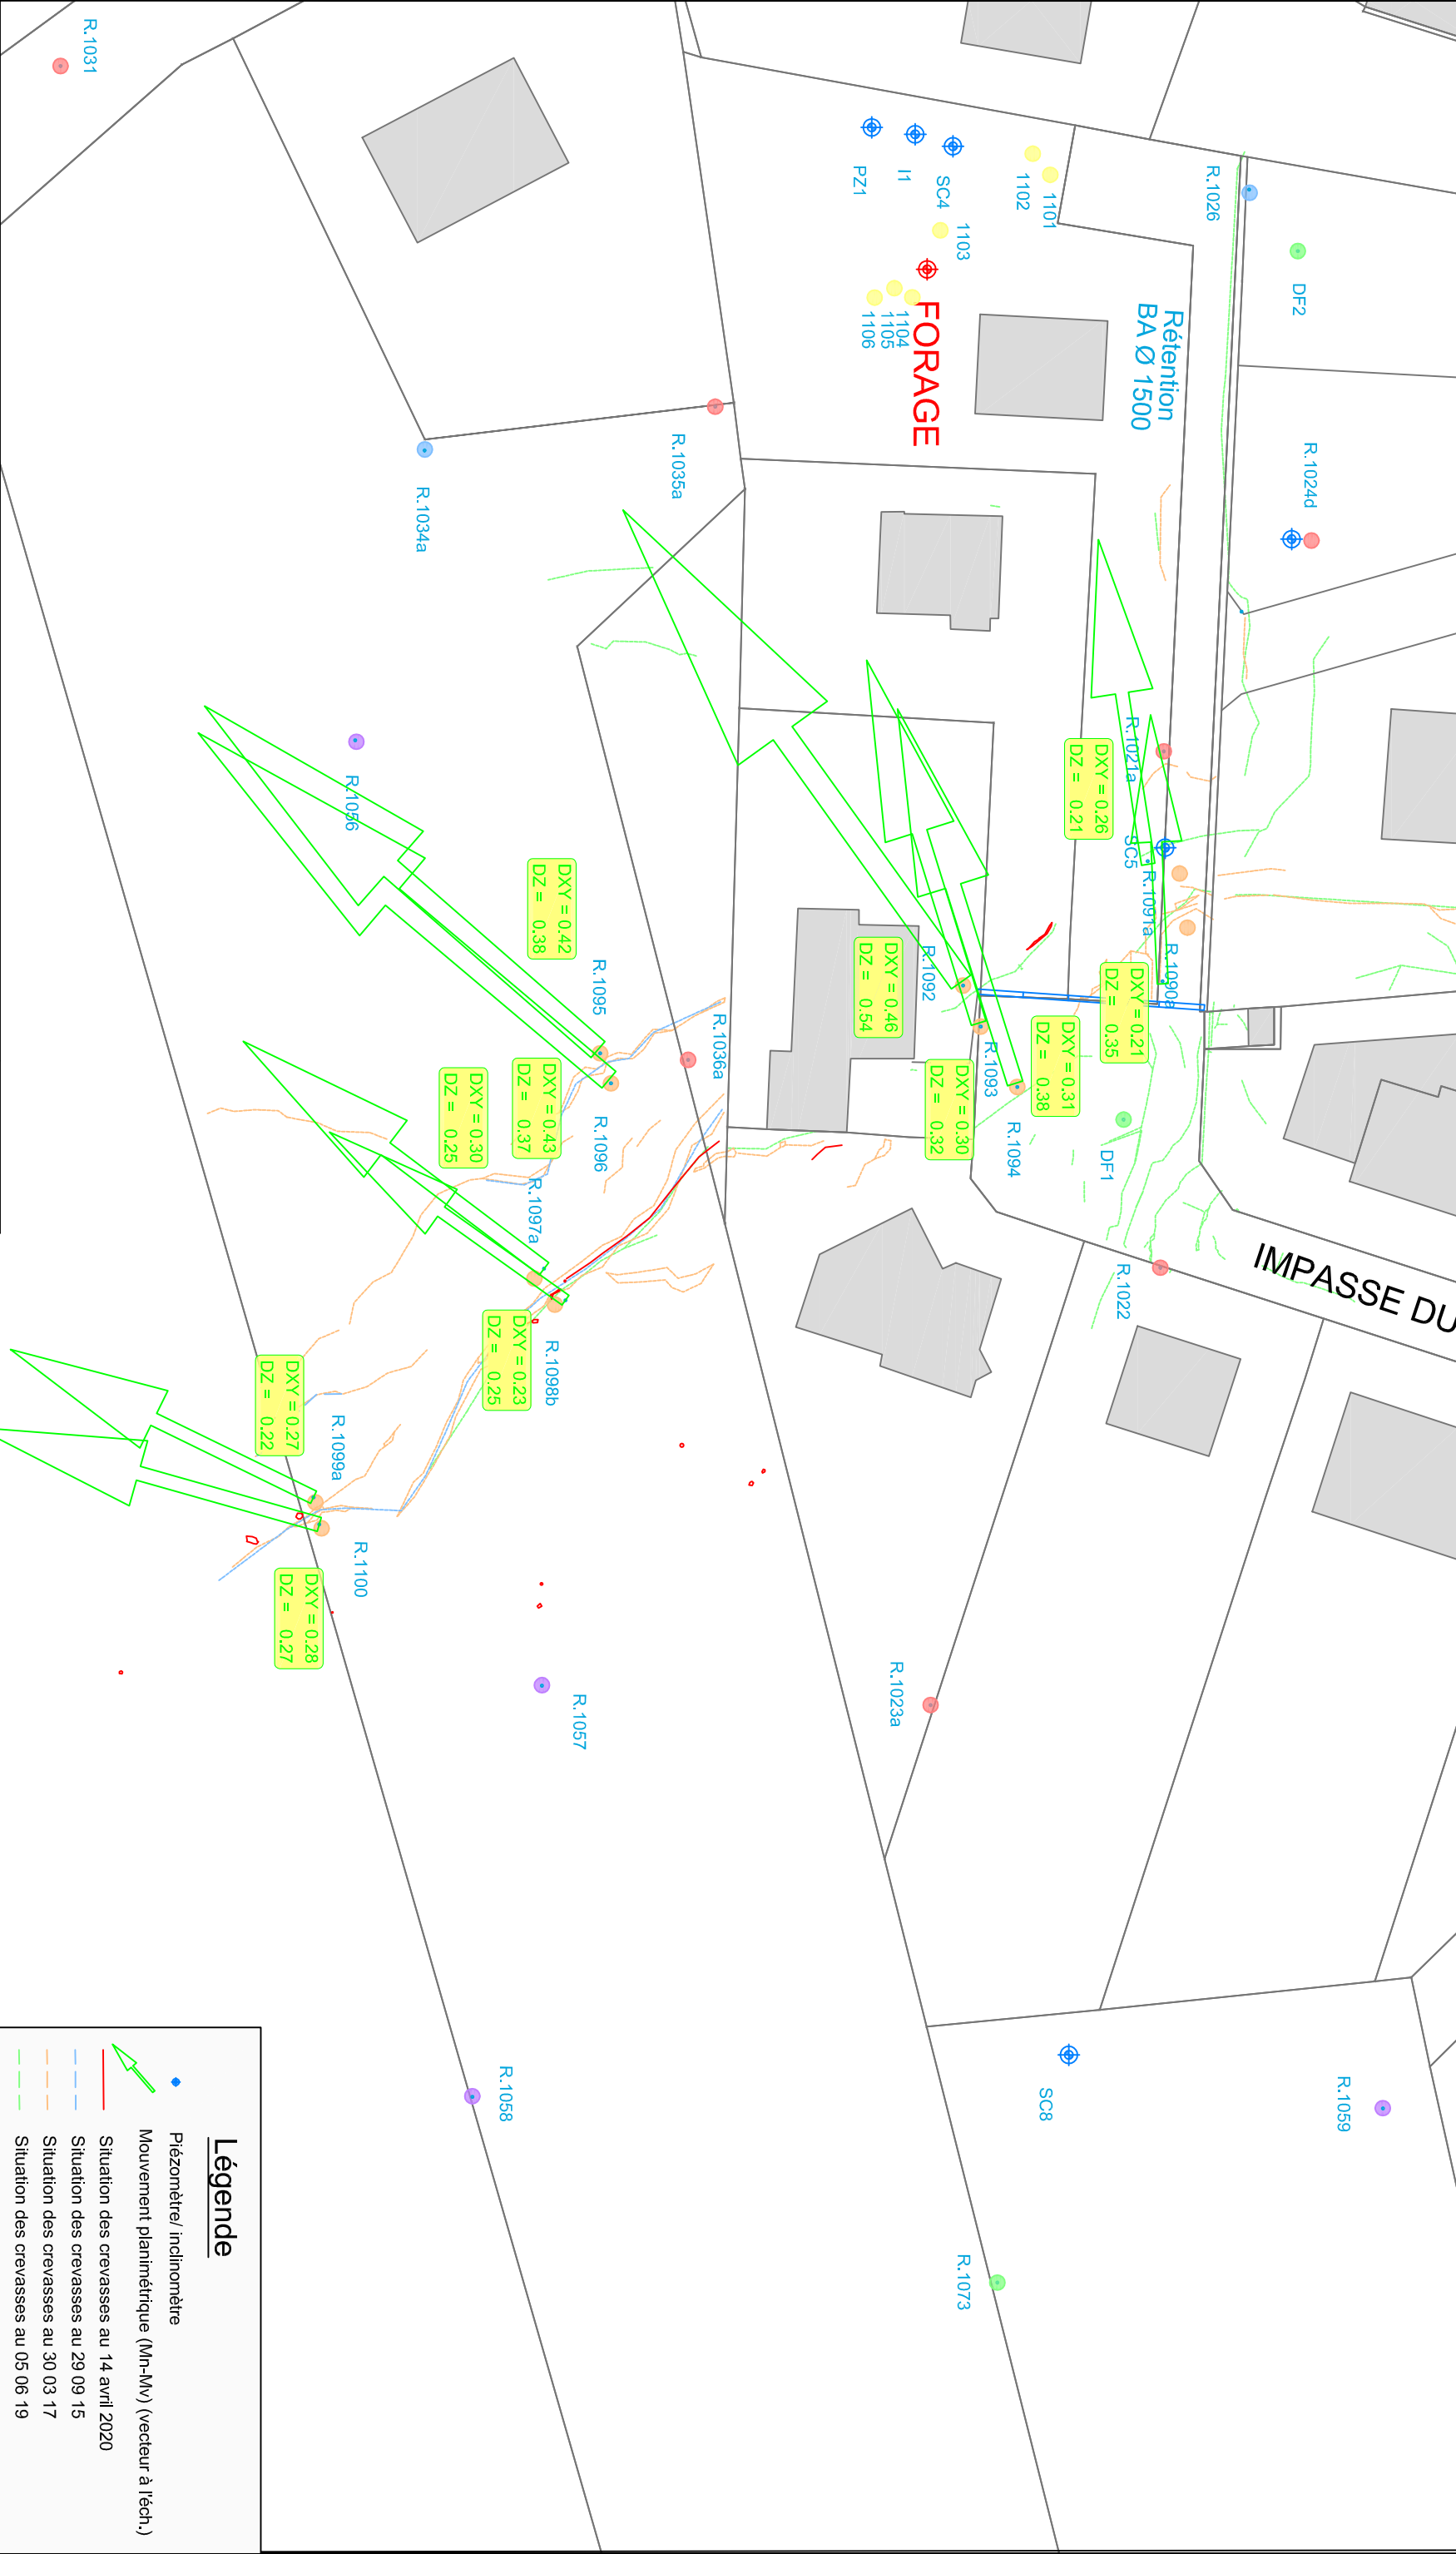 R.1031
PZ1
I1
SC4
1102
1101
1103
1104
1105
1106
FORAGE
R.1026
DF2
Rétention
BA Ø 1500
R.1024d
R.1035a
R.1034a
R.1056
R.1021a
DXY = 0.26
DZ = 0.21
SC5
R.1091a
R.1090a
DXY = 0.21
DZ = 0.35
R.1092
DXY = 0.46
DZ = 0.54
R.1093
DXY = 0.31
DZ = 0.38
R.1094
DXY = 0.30
DZ = 0.32
DF1
DXY = 0.42
DZ = 0.38
R.1095
R.1036a
DXY = 0.43
DZ = 0.37
R.1096
DXY = 0.30
DZ = 0.25
R.1097a
DXY = 0.23
DZ = 0.25
R.1098b
R.1022
IMPASSE DU
DXY = 0.27
DZ = 0.22
R.1099a
R.1100
DXY = 0.28
DZ = 0.27
R.1057
R.1023a
R.1058
SC8
R.1059
R.1073
Légende
Piézomètre/ inclinomètre
Mouvement planimétrique (Mn-Mv) (vecteur à l'éch.)
Situation des crevasses au 14 avril 2020
Situation des crevasses au 29 09 15
Situation des crevasses au 30 03 17
Situation des crevasses au 05 06 19